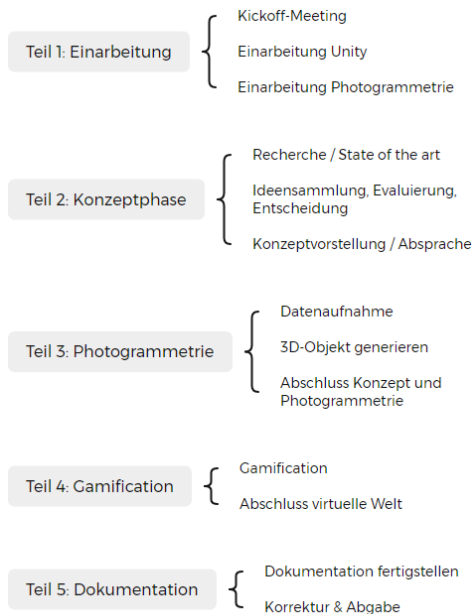 Teil 1: Einarbeitung
Kickoff-Meeting
Einarbeitung Unity
Einarbeitung Photogrammetrie
Teil 2: Konzeptphase
Recherche / State of the art
Ideensammlung, Evaluierung,
Entscheidung
Konzeptvorstellung / Absprache
Teil 3: Photogrammetrie
Datenaufnahme
3D-Objekt generieren
Abschluss Konzept und
Photogrammetrie
Teil 4: Gamification
Gamification
Abschluss virtuelle Welt
Teil 5: Dokumentation
Dokumentation fertigstellen
Korrektur & Abgabe